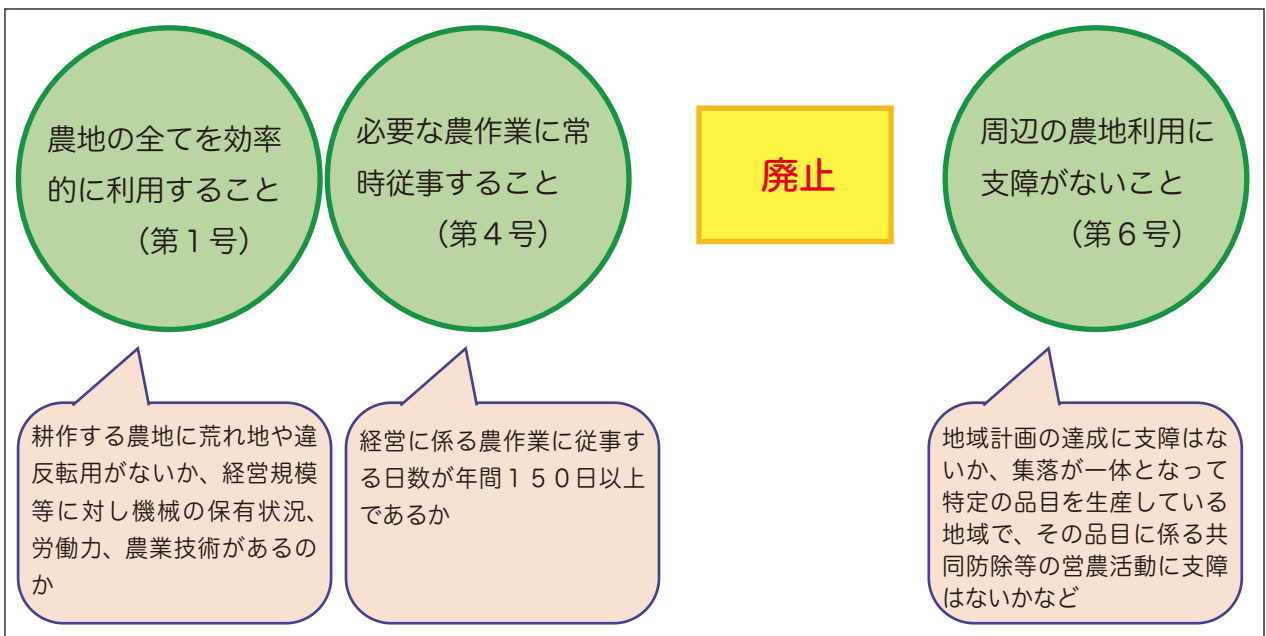 農地の全てを効率
的に利用すること
（第１号）
必要な農作業に常
時従事すること
（第４号）
廃止
周辺の農地利用に
支障がないこと
（第６号）
耕作する農地に荒れ地や違
反転用がないか、経営規模
等に対し機械の保有状況、
労働力、農業技術があるの
か
経営に係る農作業に従事す
る日数が年間１５０日以上
であるか
地域計画の達成に支障はな
いか、集落が一体となって
特定の品目を生産している
地域で、その品目に係る共
同防除等の営農活動に支障
はないかなど